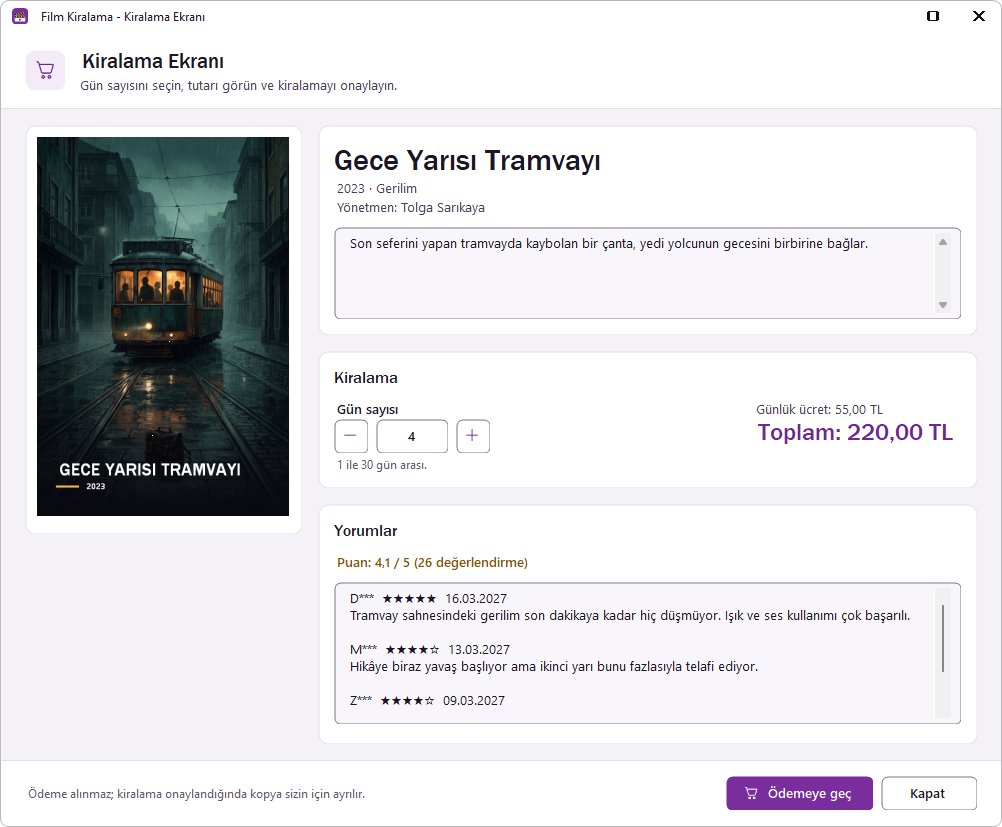 Film Kiralama - Kiralama Ekranı
Kiralama Ekranı
Gün sayısını seçin, tutarı görün ve kiralamayı onaylayın.
GECE YARISI TRAMVAYI
2023
Gece Yarısı Tramvayı
2023 · Gerilim
Yönetmen: Tolga Sarıkaya
Son seferini yapan tramvayda kaybolan bir çanta, yedi yolcunun gecesini birbirine bağlar.
Kiralama
Gün sayısı
4
1 ile 30 gün arası.
Günlük ücret: 55,00 TL
Toplam: 220,00 TL
Yorumlar
Puan: 4,1 / 5 (26 değerlendirme)
D*** ★★★★★ 16.03.2027
Tramvay sahnesindeki gerilim son dakikaya kadar hiç düşmüyor. Işık ve ses kullanımı çok başarılı.
M*** ★★★★☆ 13.03.2027
Hikâye biraz yavaş başlıyor ama ikinci yarı bunu fazlasıyla telafi ediyor.
Z*** ★★★★☆ 09.03.2027
Ödeme alınmaz; kiralama onaylandığında kopya sizin için ayrılır.
Ödemeye geç
Kapat